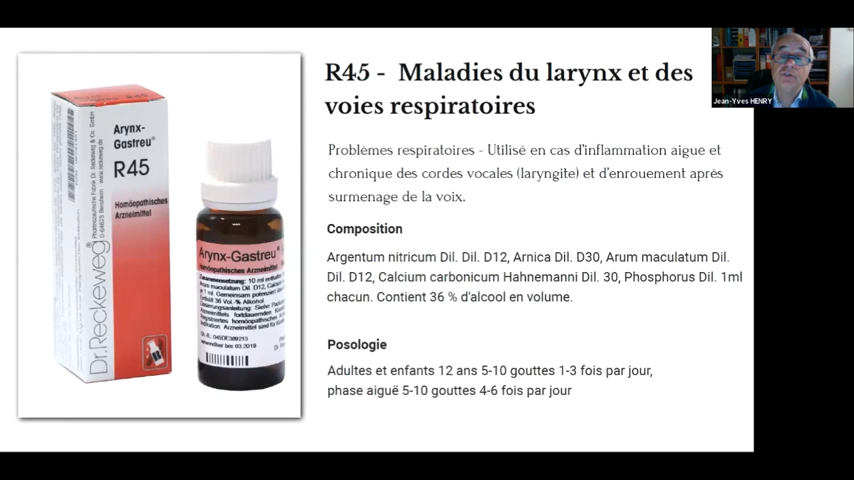 R45 -  Maladies du larynx et des
voies respiratoires
Jean-Yves HENRY
Problèmes respiratoires - Utilisé en cas d'inflammation aigue et
chronique des cordes vocales (laryngite) et d'enrouement après
surmenage de la voix.
Composition
Argentum nitricum Dil. Dil. D12, Arnica Dil. D30, Arum maculatum Dil.
Dil. D12, Calcium carbonicum Hahnemanni Dil. 30, Phosphorus Dil. 1ml
chacun. Contient 36 % d'alcool en volume.
Posologie
Adultes et enfants 12 ans 5-10 gouttes 1-3 fois par jour,
phase aiguë 5-10 gouttes 4-6 fois par jour
Arynx-
Gastreu®
R45
Homöopathisches
Arzneimittel
Dr.Reckeweg®
Arynx-Gastreu®
Homöopathisches Arzneimittel